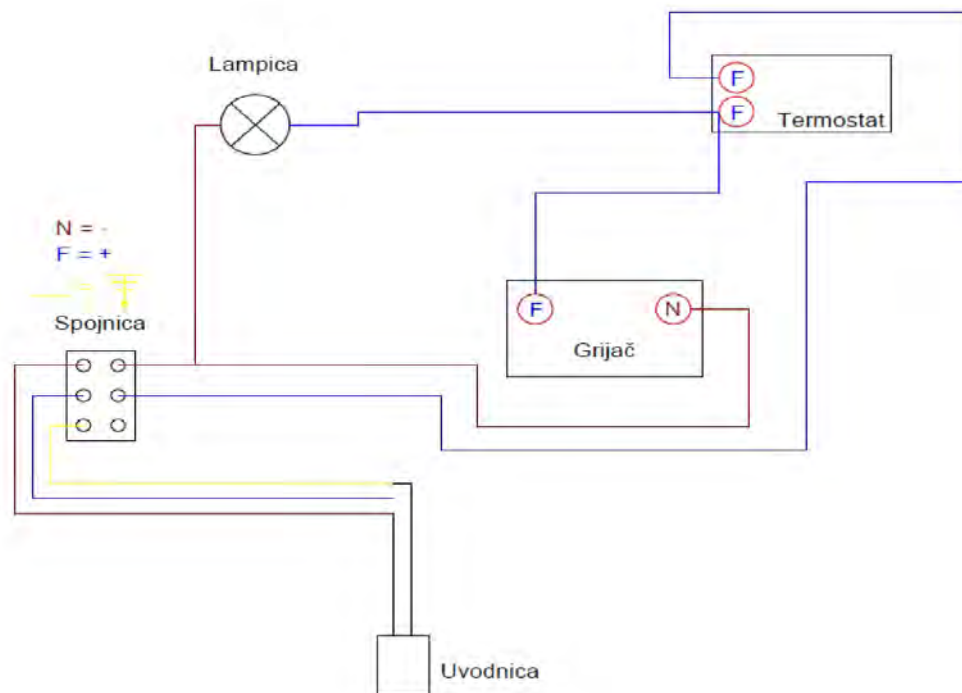 Lampica
F
F
Termostat
N = -
F = +
Spojnica
F
N
Grijač
Uvodnica